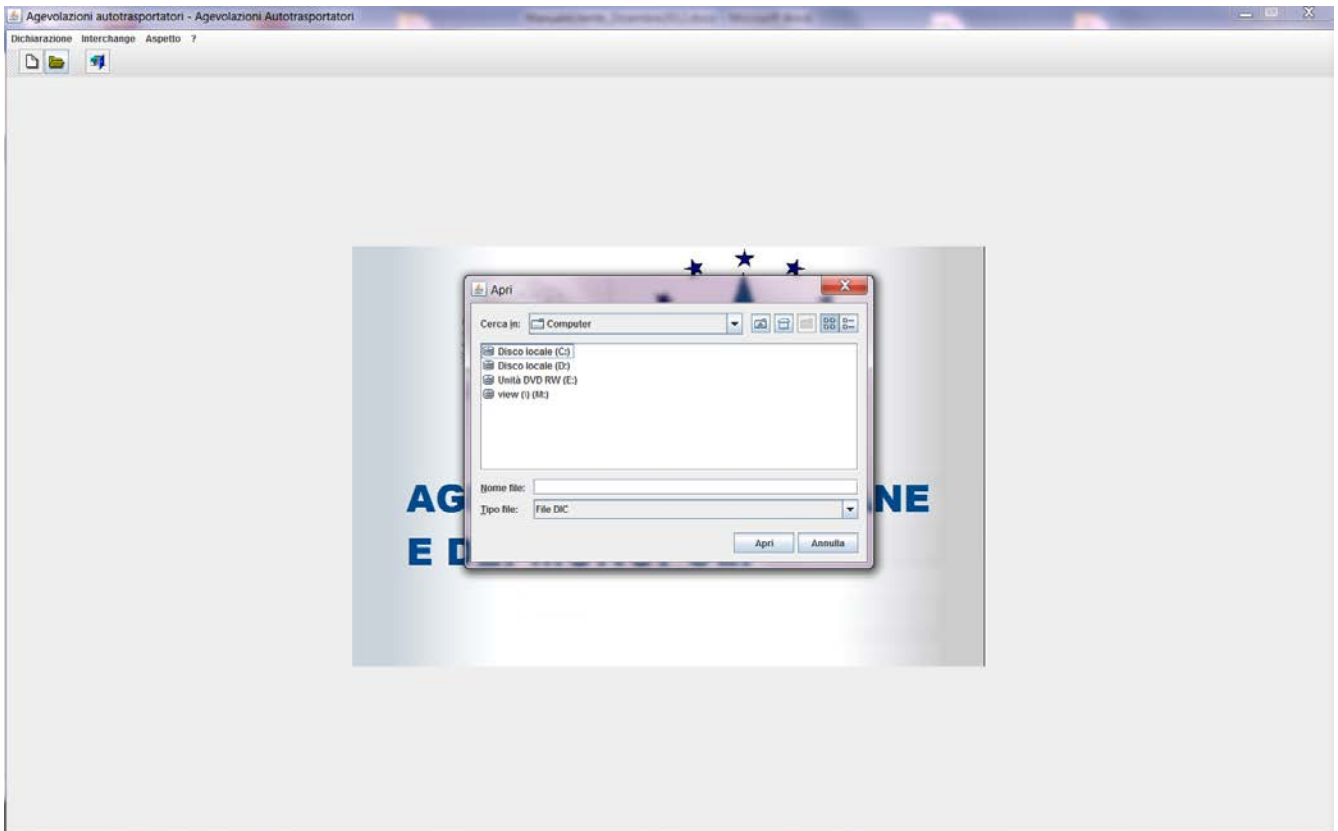 Agevolazioni autotrasportatori - Agevolazioni Autotrasportatori
Dichiarazione Interchange Aspetto ?
Apri
Cerca in: Computer
Disco locale (C:)
Disco locale (D:)
Unità DVD RW (E:)
view (\\) (M:)
Nome file:
Tipo file: File DIC
Apri Annulla
AG NE
E D